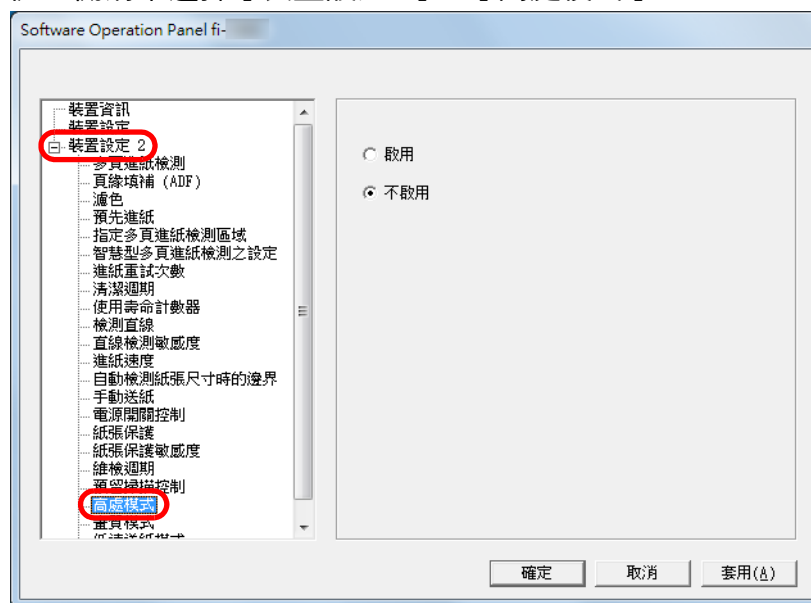 Software Operation Panel fi-
裝置資訊
裝置設定
裝置設定 2
多頁進紙檢測
頁緣填補 (ADF)
濾色
預先進紙
指定多頁進紙檢測區域
智慧型多頁進紙檢測之設定
進紙重試次數
清潔週期
使用壽命計數器
檢測直線
直線檢測敏感度
進紙速度
自動檢測紙張尺寸時的邊界
手動送紙
電源開關控制
紙張保護
紙張保護敏感度
維檢週期
預留掃描控制
高處模式
啟用
不啟用
確定
取消
套用(A)